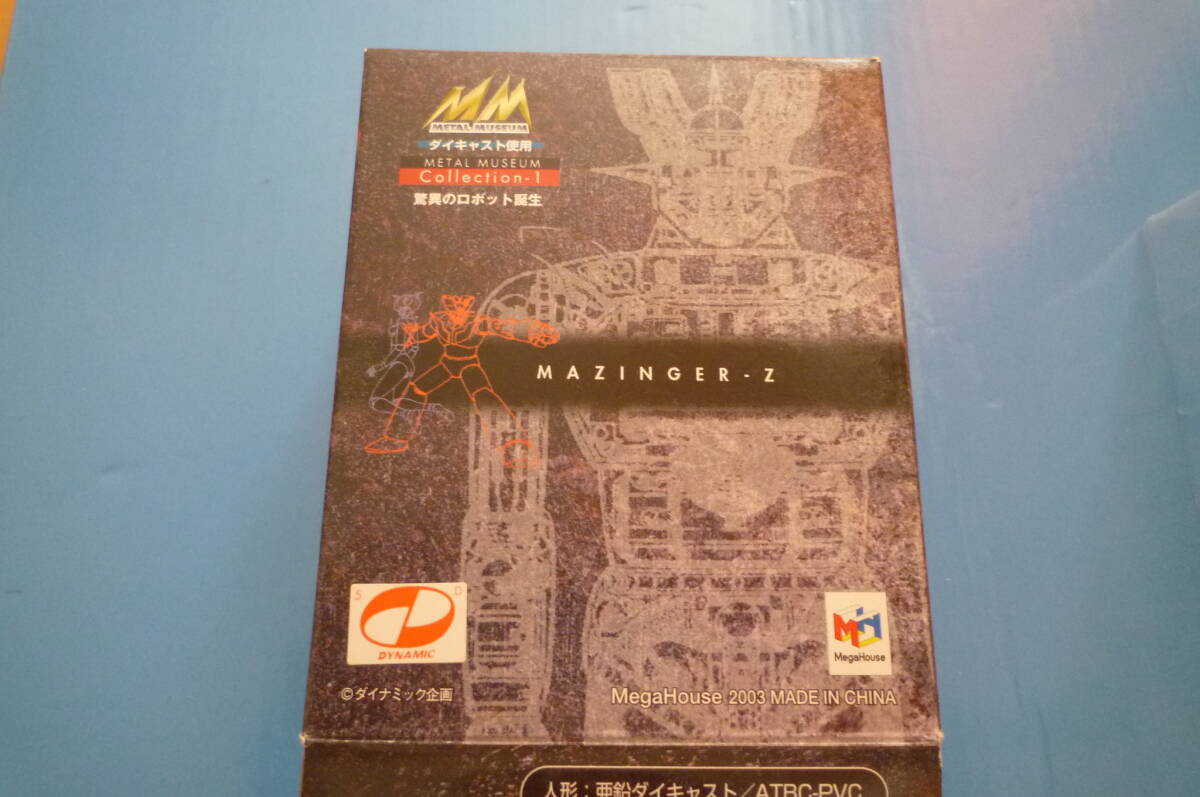 MM
METAL MUSEUM
ダイキャスト使用
METAL MUSEUM
Collection-1
驚異のロボット誕生
MAZINGER-Z
S D
DYNAMIC
MH
MegaHouse
©ダイナミック企画
MegaHouse 2003 MADE IN CHINA
人形：亜鉛ダイキャスト／ATBC-PVC